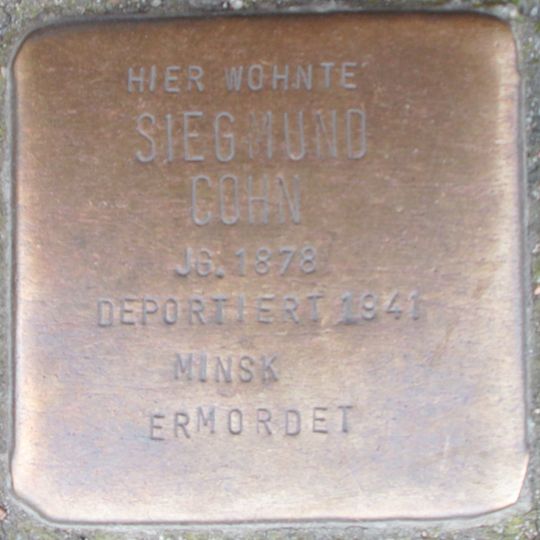 HIER WOHNTE
SIEGMUND
COHN
JG. 1878
DEPORTIERT 1941
MINSK
ERMORDET